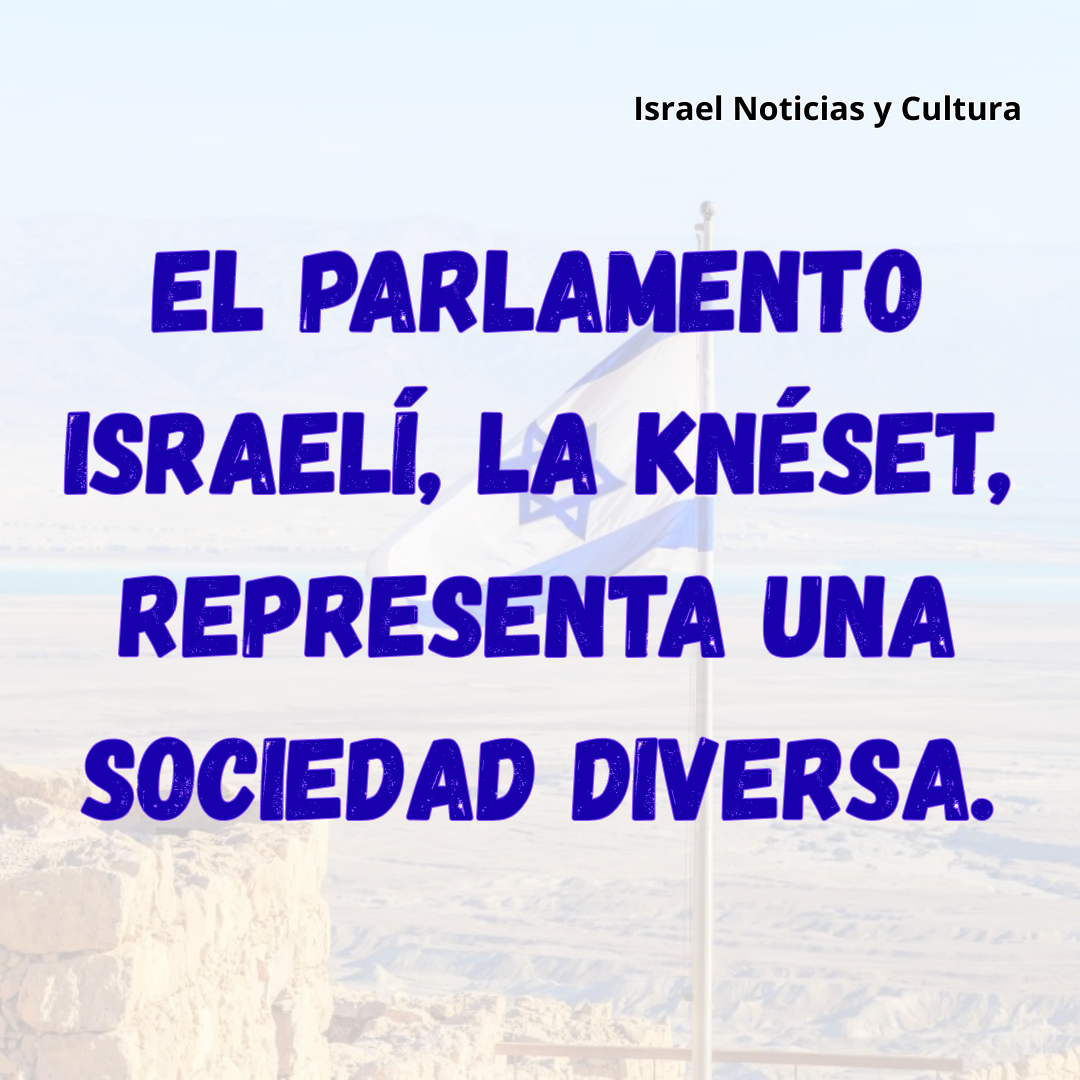 Israel Noticias y Cultura
EL PARLAMENTO
ISRAELÍ, LA KNÉSET,
REPRESENTA UNA
SOCIEDAD DIVERSA.